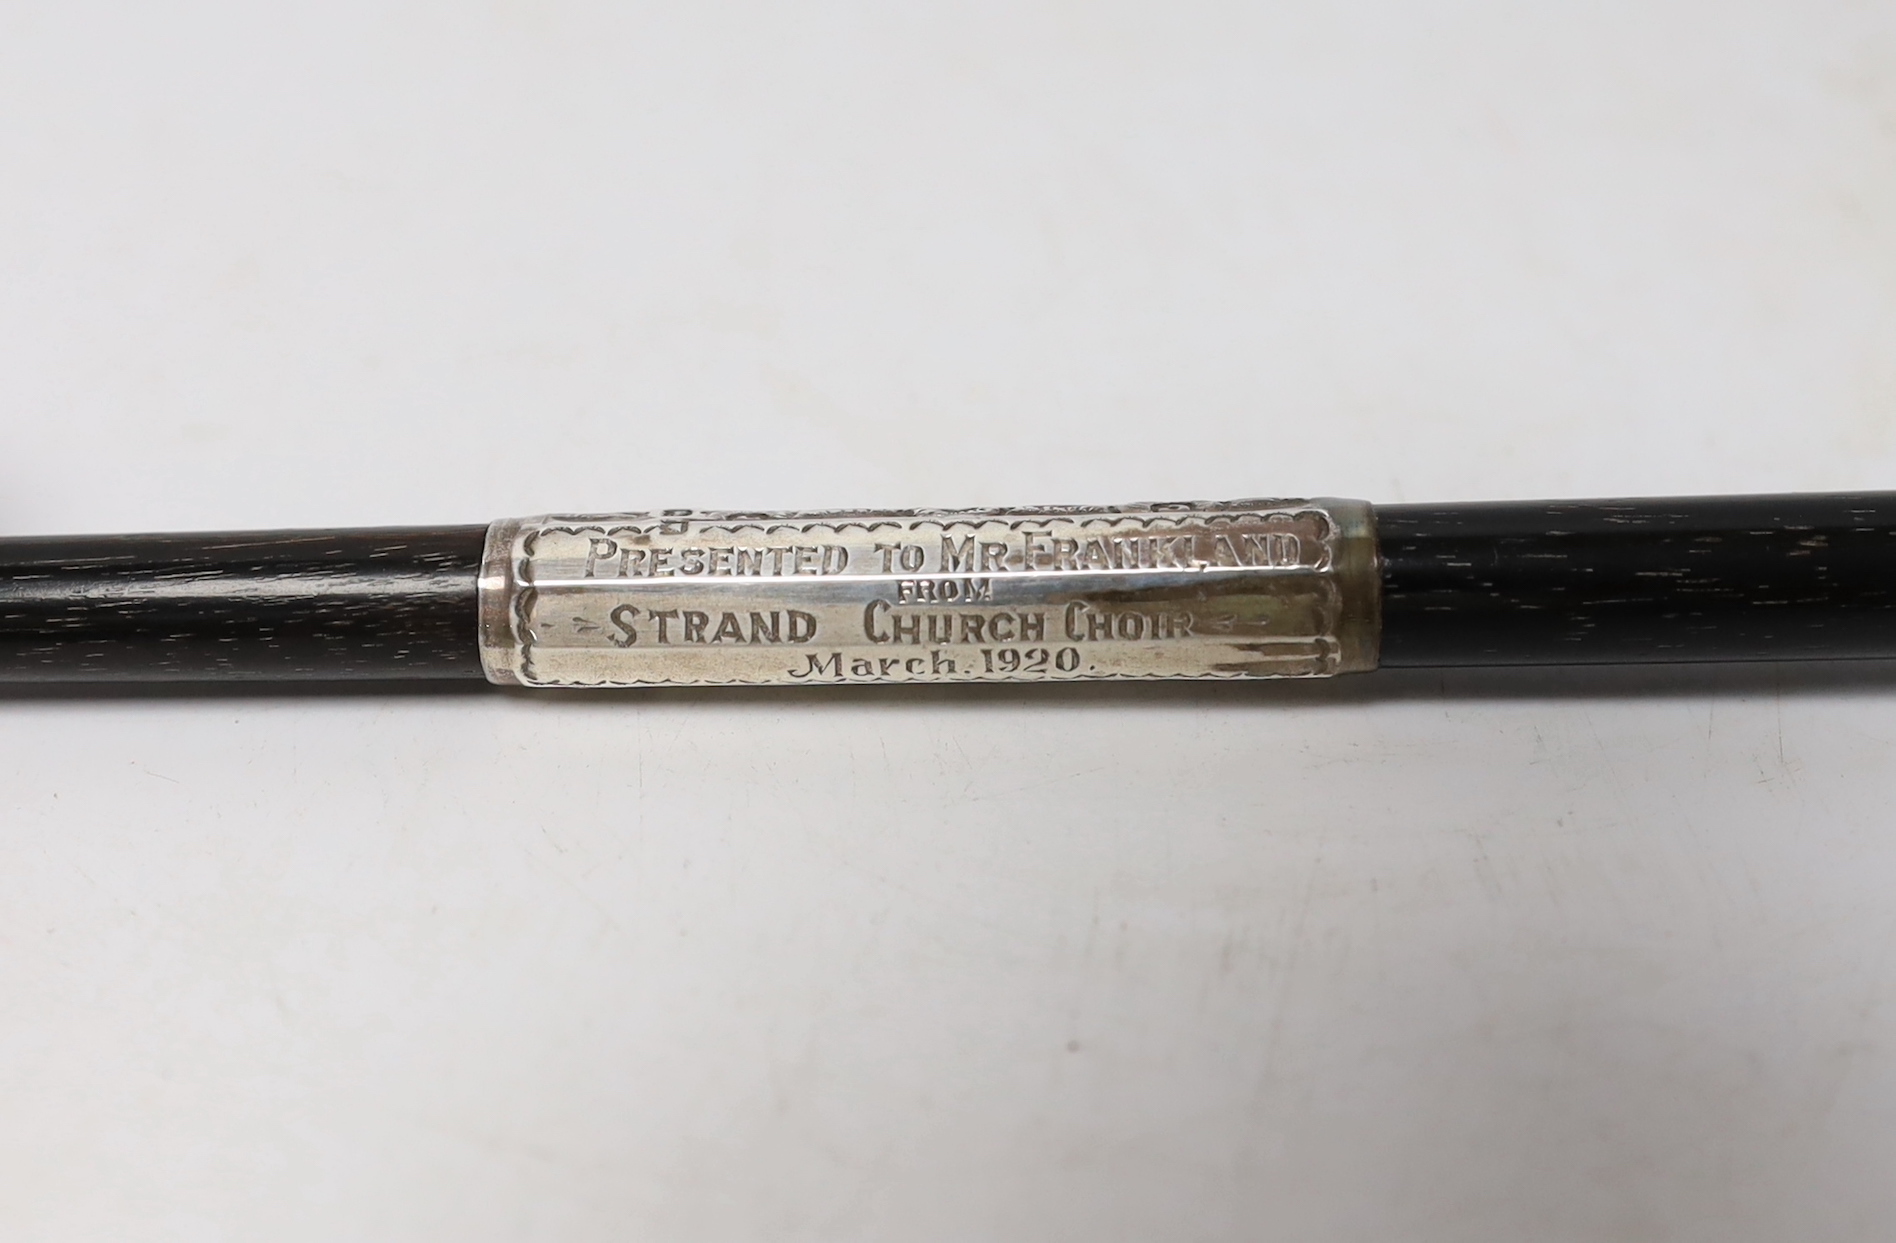 PRESENTED TO MR FRANKLAND
FROM
STRAND CHURCH CHOIR
March. 1920.